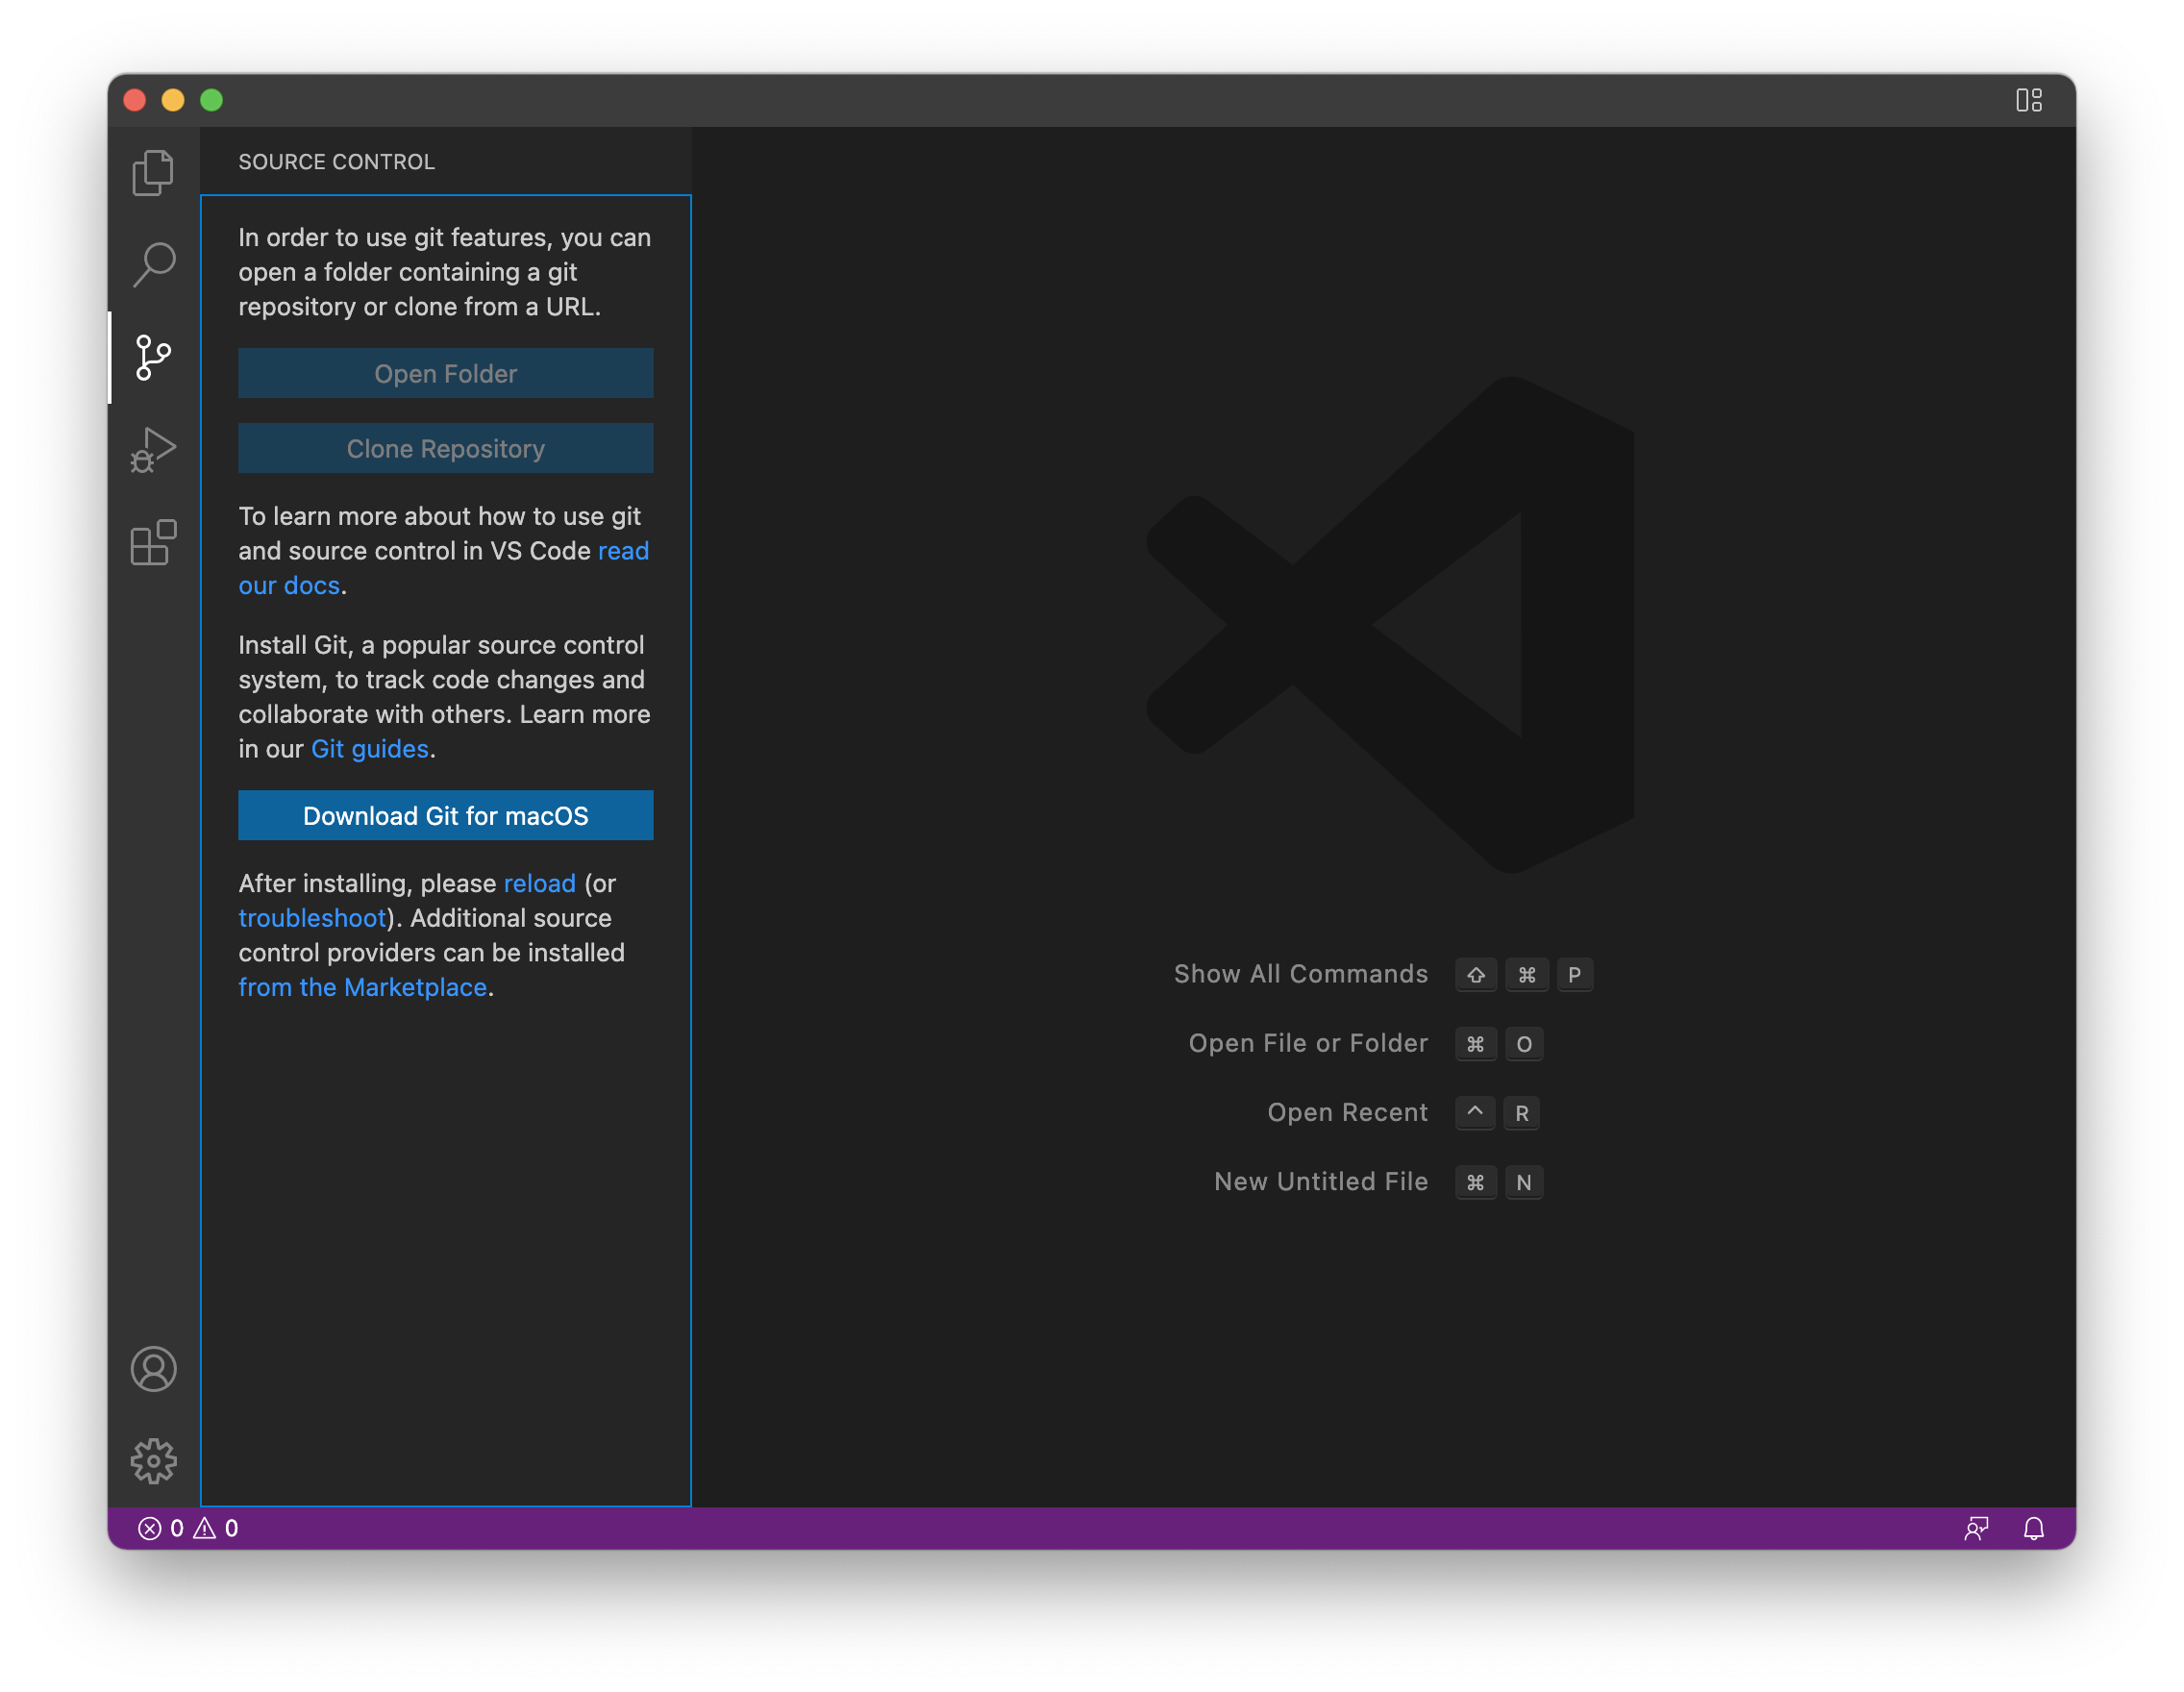 SOURCE CONTROL
In order to use git features, you can
open a folder containing a git
repository or clone from a URL.
Open Folder
Clone Repository
To learn more about how to use git
and source control in VS Code read
our docs.
Install Git, a popular source control
system, to track code changes and
collaborate with others. Learn more
in our Git guides.
Download Git for macOS
After installing, please reload (or
troubleshoot). Additional source
control providers can be installed
from the Marketplace.
Show All Commands ⇧ ⌘ P
Open File or Folder ⌘ O
Open Recent ^ R
New Untitled File ⌘ N
0 0